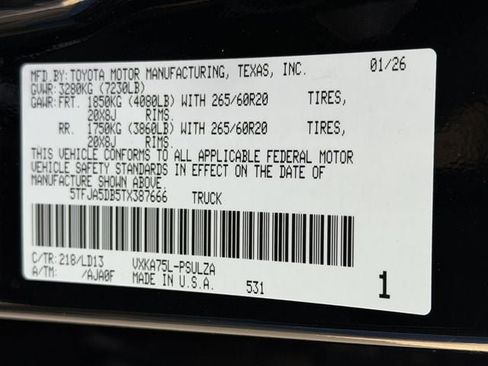 MFD.BY:TOYOTA MOTOR MANUFACTURING, TEXAS, INC. 01/26
GVWR:3280KG (7230LB)
GAWR:FRT. 1850KG (4080LB) WITH 265/60R20 TIRES,
20X8J RIMS.
RR. 1750KG (3860LB) WITH 265/60R20 TIRES,
20X8J RIMS.
THIS VEHICLE CONFORMS TO ALL APPLICABLE FEDERAL MOTOR
VEHICLE SAFETY STANDARDS IN EFFECT ON THE DATE OF
MANUFACTURE SHOWN ABOVE.
5TFJA5DB5TX387666 TRUCK
C/TR:218/LD13 VXKA75L-PSULZA
A/TM: /AJA0F MADE IN U.S.A. 531 1